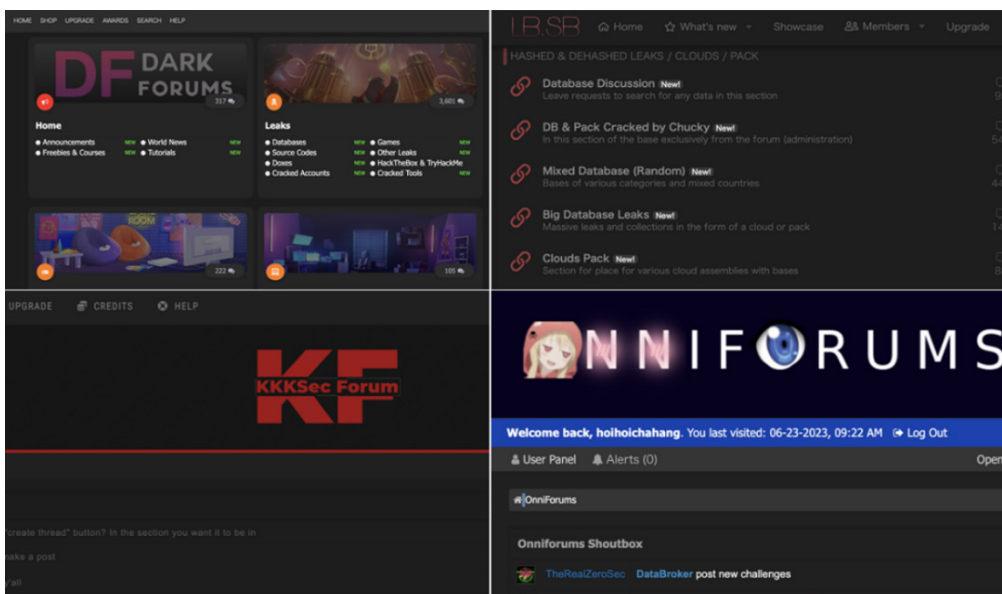 HOME SHOP UPGRADE AWARDS SEARCH HELP
DF DARK FORUMS
317
3,601
Home
Announcements NEW World News NEW
Freebies & Courses NEW Tutorials NEW
Leaks
Databases NEW Games NEW
Source Codes NEW Other Leaks NEW
Doxes NEW HackTheBox & TryHackMe
Cracked Accounts NEW Cracked Tools NEW
ROOM
222
105
LB.SB Home What's new Showcase Members Upgrade
HASHED & DEHASHED LEAKS / CLOUDS / PACK
Database Discussion New!
Leave requests to search for any data in this section
DB & Pack Cracked by Chucky New!
In this section of the base exclusively from the forum (administration)
Mixed Database (Random) New!
Bases of various categories and mixed countries
Big Database Leaks New!
Massive leaks and collections in the form of a cloud or pack
Clouds Pack New!
Section for place for various cloud assemblies with bases
UPGRADE CREDITS HELP
KF
KKKSec Forum
"create thread" button? In the section you want it to be in
make a post
y'all
ONNIFORUMS
Welcome back, hoihoichahang. You last visited: 06-23-2023, 09:22 AM Log Out
User Panel Alerts (0) Open
OnniForums
Onniforums Shoutbox
TheRealZeroSec DataBroker post new challenges